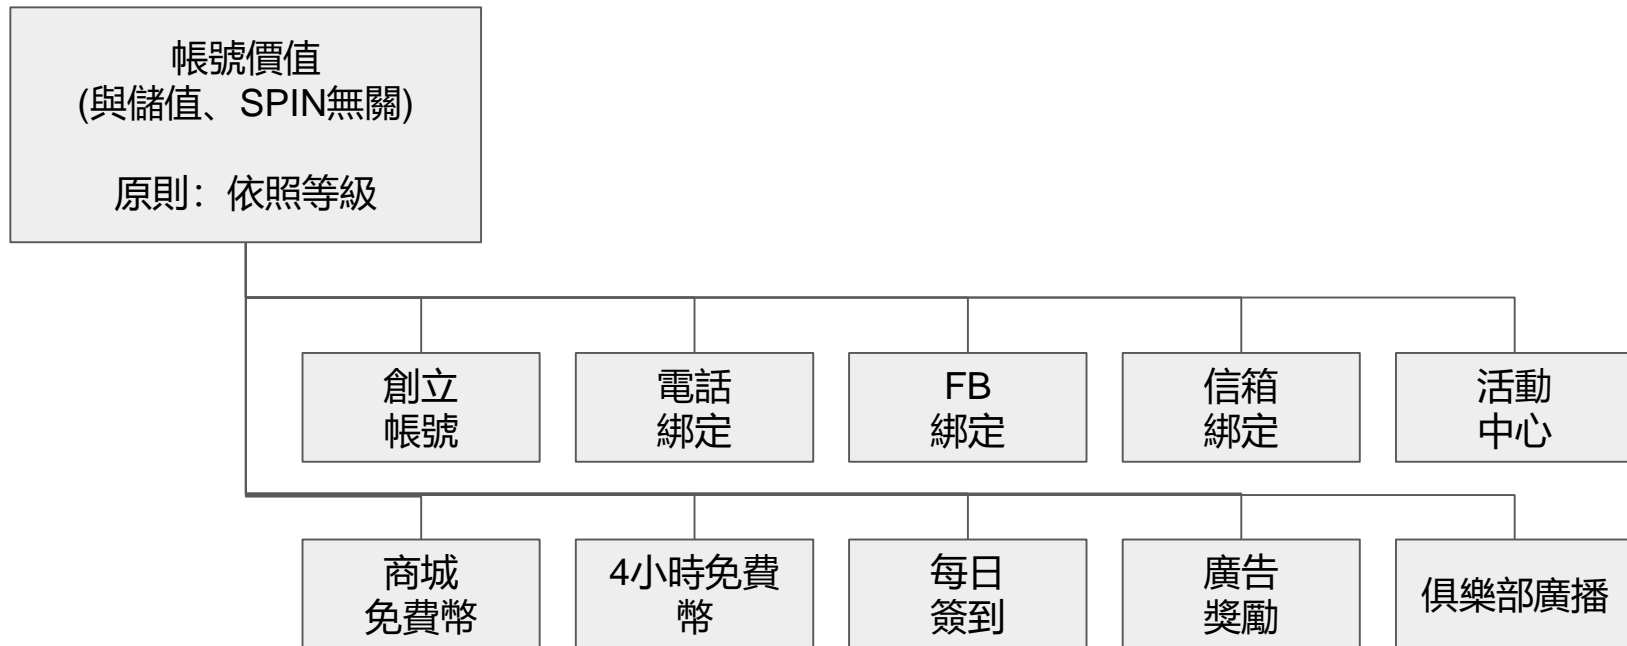 帳號價值
(與儲值、SPIN無關)
原則：依照等級
創立
帳號
電話
綁定
FB
綁定
信箱
綁定
活動
中心
商城
免費幣
4小時免費
幣
每日
簽到
廣告
獎勵
俱樂部廣播